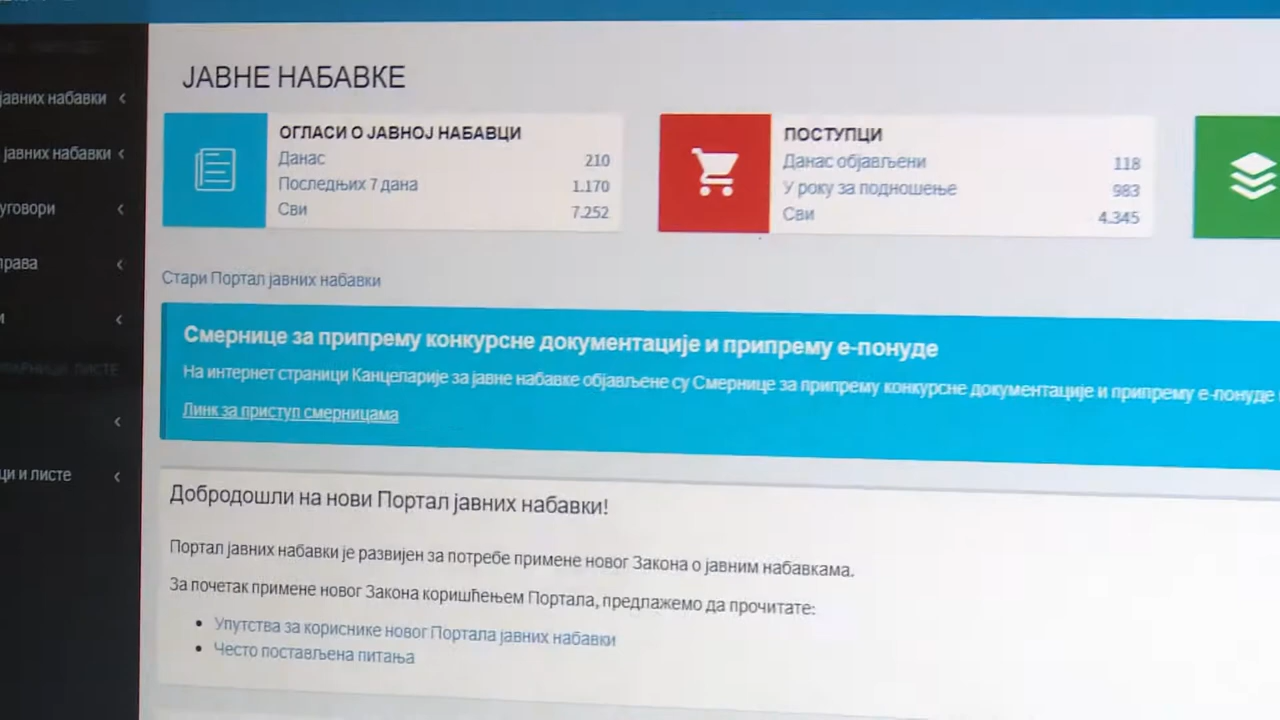 ЈАВНЕ НАБАВКЕ
јавних набавки
ОГЛАСИ О ЈАВНОЈ НАБАВЦИ
Данас 210
Последњих 7 дана 1.170
Сви 7.252
ПОСТУПЦИ
Данас објављени 118
У року за подношење 983
Сви 4.345
јавних набавки
уговори
права
ци и листе
Стари Портал јавних набавки
Смернице за припрему конкурсне документације и припрему е-понуде
На интернет страници Канцеларије за јавне набавке објављене су Смернице за припрему конкурсне документације и припрему е-понуде
Линк за приступ смерницама
Добродошли на нови Портал јавних набавки!
Портал јавних набавки је развијен за потребе примене новог Закона о јавним набавкама.
За почетак примене новог Закона коришћењем Портала, предлажемо да прочитате:
• Упутства за кориснике новог Портала јавних набавки
• Често постављена питања